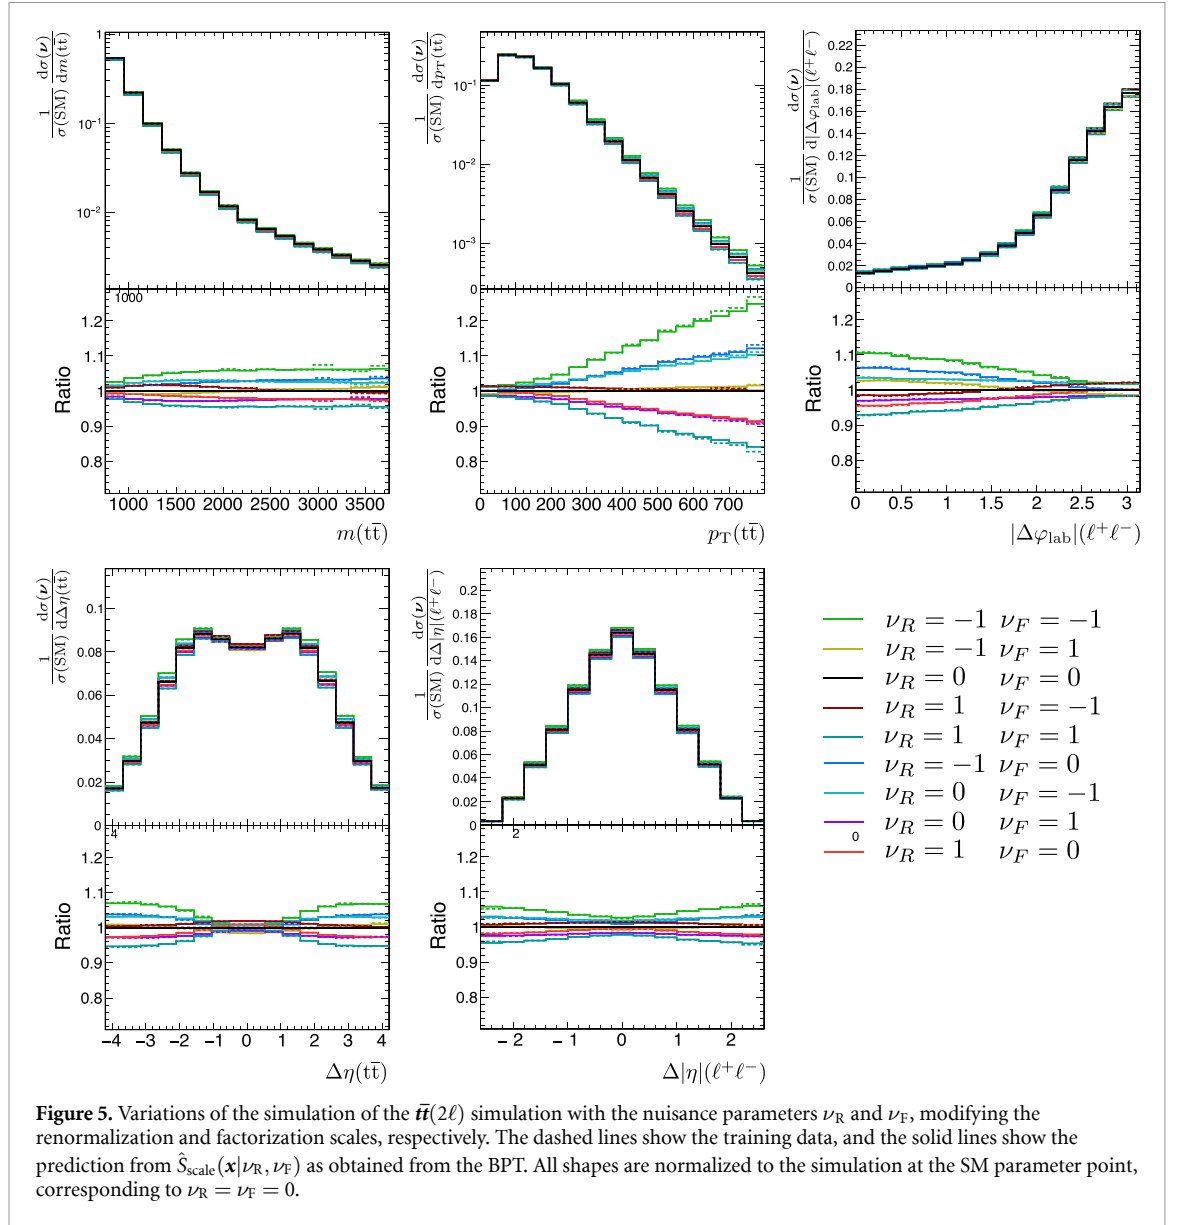 1/σ(SM) dσ(ν)/dm(tt̄)
1
10⁻¹
10⁻²
1000
Ratio
1.2
1.1
1
0.9
0.8
1000 1500 2000 2500 3000 3500
m(tt̄)
1/σ(SM) dσ(ν)/dp_T(tt̄)
10⁻¹
10⁻²
10⁻³
0
Ratio
1.2
1.1
1
0.9
0.8
0 100 200 300 400 500 600 700
p_T(tt̄)
1/σ(SM) dσ(ν)/d|Δφ_lab|(ℓ⁺ℓ⁻)
0.22
0.2
0.18
0.16
0.14
0.12
0.1
0.08
0.06
0.04
0.02
0
Ratio
1.2
1.1
1
0.9
0.8
0 0.5 1 1.5 2 2.5 3
|Δφ_lab|(ℓ⁺ℓ⁻)
1/σ(SM) dσ(ν)/dΔη(tt̄)
0.1
0.08
0.06
0.04
0.02
0
4
Ratio
1.2
1.1
1
0.9
0.8
−4 −3 −2 −1 0 1 2 3 4
Δη(tt̄)
1/σ(SM) dσ(ν)/dΔ|η|(ℓ⁺ℓ⁻)
0.2
0.18
0.16
0.14
0.12
0.1
0.08
0.06
0.04
0.02
0
2
Ratio
1.2
1.1
1
0.9
0.8
−2 −1 0 1 2
Δ|η|(ℓ⁺ℓ⁻)
ν_R = −1 ν_F = −1
ν_R = −1 ν_F = 1
ν_R = 0 ν_F = 0
ν_R = 1 ν_F = −1
ν_R = 1 ν_F = 1
ν_R = −1 ν_F = 0
ν_R = 0 ν_F = −1
ν_R = 0 ν_F = 1
0
ν_R = 1 ν_F = 0
Figure 5. Variations of the simulation of the tt̄(2ℓ) simulation with the nuisance parameters ν_R and ν_F, modifying the
renormalization and factorization scales, respectively. The dashed lines show the training data, and the solid lines show the
prediction from Ŝ_scale(x|ν_R, ν_F) as obtained from the BPT. All shapes are normalized to the simulation at the SM parameter point,
corresponding to ν_R = ν_F = 0.